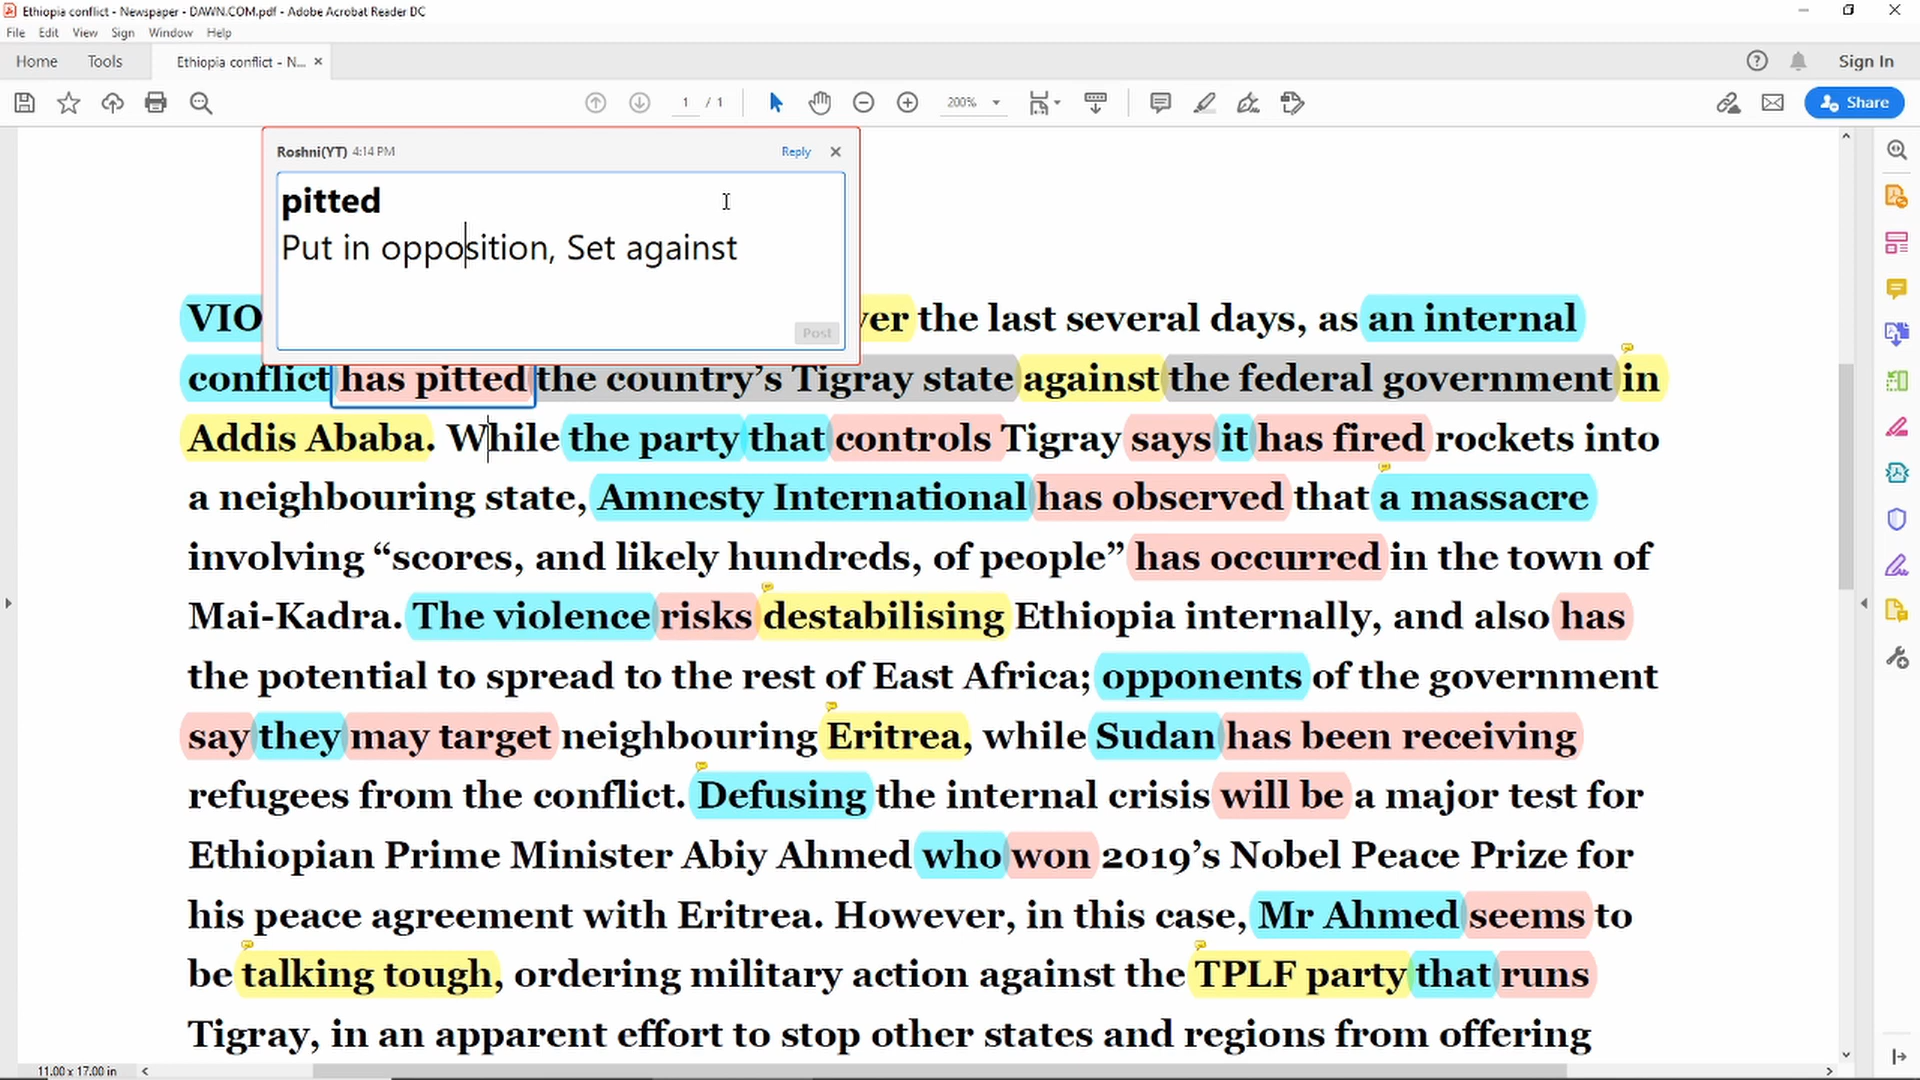 Ethiopia conflict - Newspaper - DAWN.COM.pdf - Adobe Acrobat Reader DC
File Edit View Sign Window Help
Home Tools Ethiopia conflict - N... Sign In
1 / 1 200% Share
Roshni(YT) 4:14 PM Reply
pitted
Put in opposition, Set against
Post
VIO ver the last several days, as an internal
conflict has pitted the country’s Tigray state against the federal government in
Addis Ababa. While the party that controls Tigray says it has fired rockets into
a neighbouring state, Amnesty International has observed that a massacre
involving “scores, and likely hundreds, of people” has occurred in the town of
Mai-Kadra. The violence risks destabilising Ethiopia internally, and also has
the potential to spread to the rest of East Africa; opponents of the government
say they may target neighbouring Eritrea, while Sudan has been receiving
refugees from the conflict. Defusing the internal crisis will be a major test for
Ethiopian Prime Minister Abiy Ahmed who won 2019’s Nobel Peace Prize for
his peace agreement with Eritrea. However, in this case, Mr Ahmed seems to
be talking tough, ordering military action against the TPLF party that runs
Tigray, in an apparent effort to stop other states and regions from offering
11.00 x 17.00 in